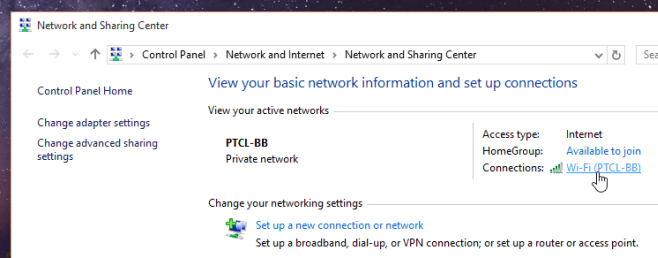 Network and Sharing Center
Control Panel > Network and Internet > Network and Sharing Center
Control Panel Home
Change adapter settings
Change advanced sharing
settings
View your basic network information and set up connections
View your active networks
PTCL-BB
Private network
Access type: Internet
HomeGroup: Available to join
Connections: Wi-Fi (PTCL-BB)
Change your networking settings
Set up a new connection or network
Set up a broadband, dial-up, or VPN connection; or set up a router or access point.